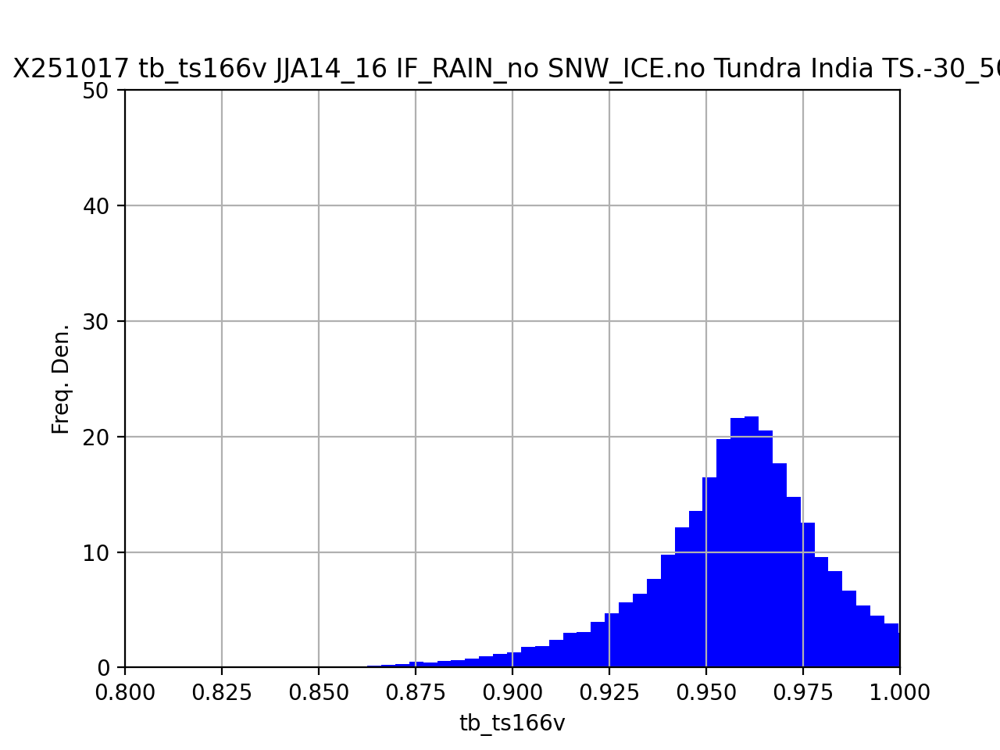 X251017 tb_ts166v JJA14_16 IF_RAIN_no SNW_ICE.no Tundra India TS.-30_50
50
40
30
20
10
0
Freq. Den.
0.800 0.825 0.850 0.875 0.900 0.925 0.950 0.975 1.000
tb_ts166v